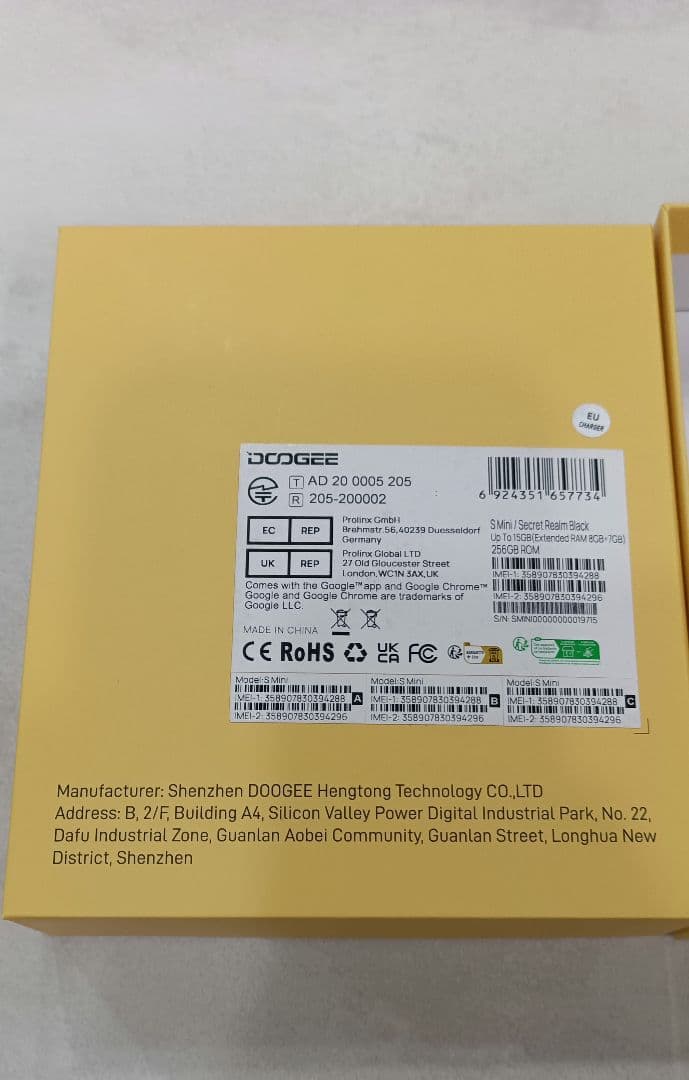 EU
CHARGER
DOOGEE
T AD 20 0005 205
R 205-200002
6 924351 657734
EC REP
Prolinx GmbH
Brehmstr.56,40239 Duesseldorf
Germany
UK REP
Prolinx Global LTD
27 Old Gloucester Street
London,WC1N 3AX,UK
S Mini / Secret Realm Black
Up To 15GB(Extended RAM 8GB+7GB)
256GB ROM
IMEI-1: 358907830394288
IMEI-2: 358907830394296
S/N: SMINI00000000019715
Comes with the Google™app and Google Chrome™
Google and Google Chrome are trademarks of
Google LLC.
MADE IN CHINA
CE RoHS UK CA FC
Model:S Mini
IMEI-1: 358907830394288 A
IMEI-2: 358907830394296
Model:S Mini
IMEI-1: 358907830394288 B
IMEI-2: 358907830394296
Model:S Mini
IMEI-1: 358907830394288 C
IMEI-2: 358907830394296
Manufacturer: Shenzhen DOOGEE Hengtong Technology CO.,LTD
Address: B, 2/F, Building A4, Silicon Valley Power Digital Industrial Park, No. 22,
Dafu Industrial Zone, Guanlan Aobei Community, Guanlan Street, Longhua New
District, Shenzhen